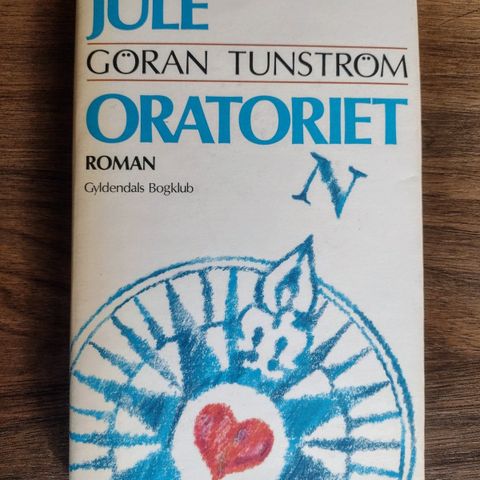 JULE
GÖRAN TUNSTRÖM
ORATORIET
ROMAN
Gyldendals Bogklub
N